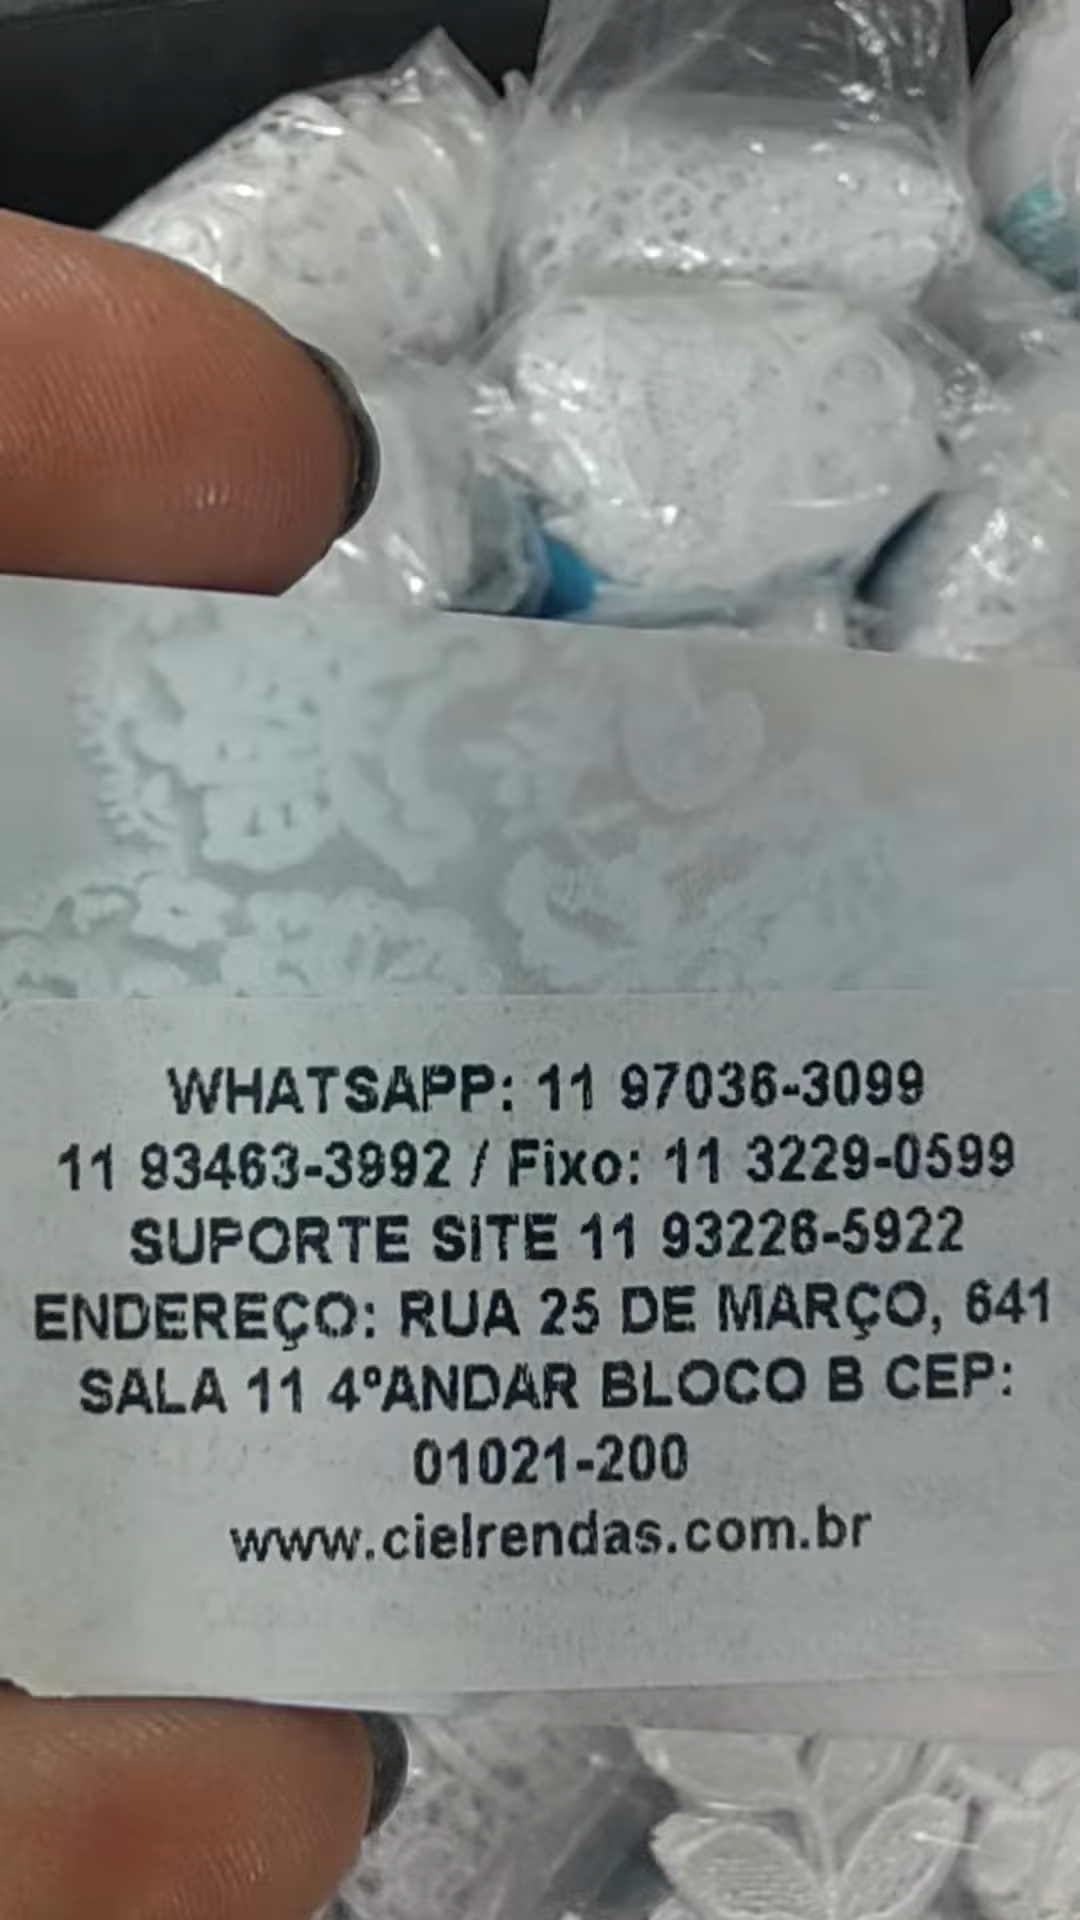 WHATSAPP: 11 97036-3099
11 93463-3992 / Fixo: 11 3229-0599
SUPORTE SITE 11 93226-5922
ENDEREÇO: RUA 25 DE MARÇO, 641
SALA 11 4ºANDAR BLOCO B CEP:
01021-200
www.cielrendas.com.br